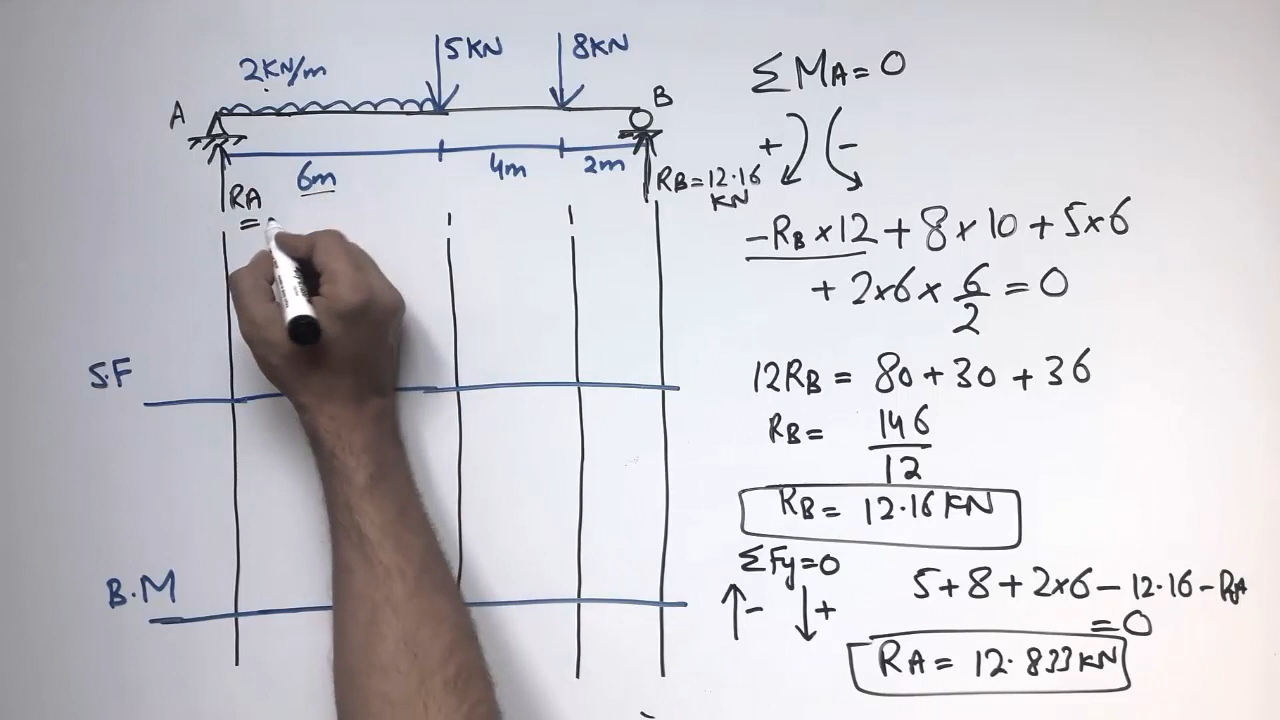 2KN/m
5KN
8KN
A
B
6m
4m
2m
RA
=
RB=12.16
KN
S.F
B.M
ΣMA=0
+ -
-RB×12+8×10+5×6
+ 2×6× 6/2 = 0
12RB = 80+30+36
RB= 146/12
RB= 12.16KN
ΣFy=0
↑- ↓+
5+8+2×6-12.16-RA
=0
RA= 12.833KN